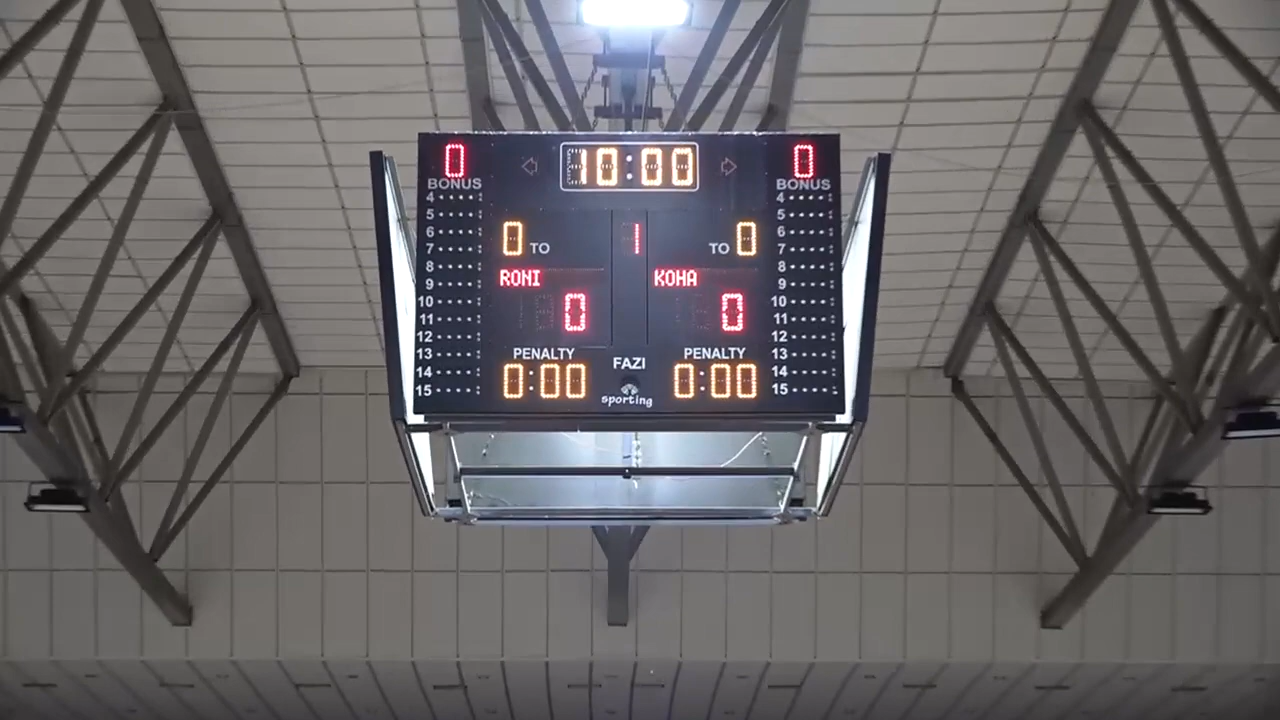 0 10:00 0
BONUS BONUS
4 4
5 5
6 0 TO 1 TO 0 6
7 7
8 RONI KOHA 8
9 9
10 0 0 10
11 11
12 12
13 PENALTY FAZI PENALTY 13
14 0:00 0:00 14
15 sporting 15